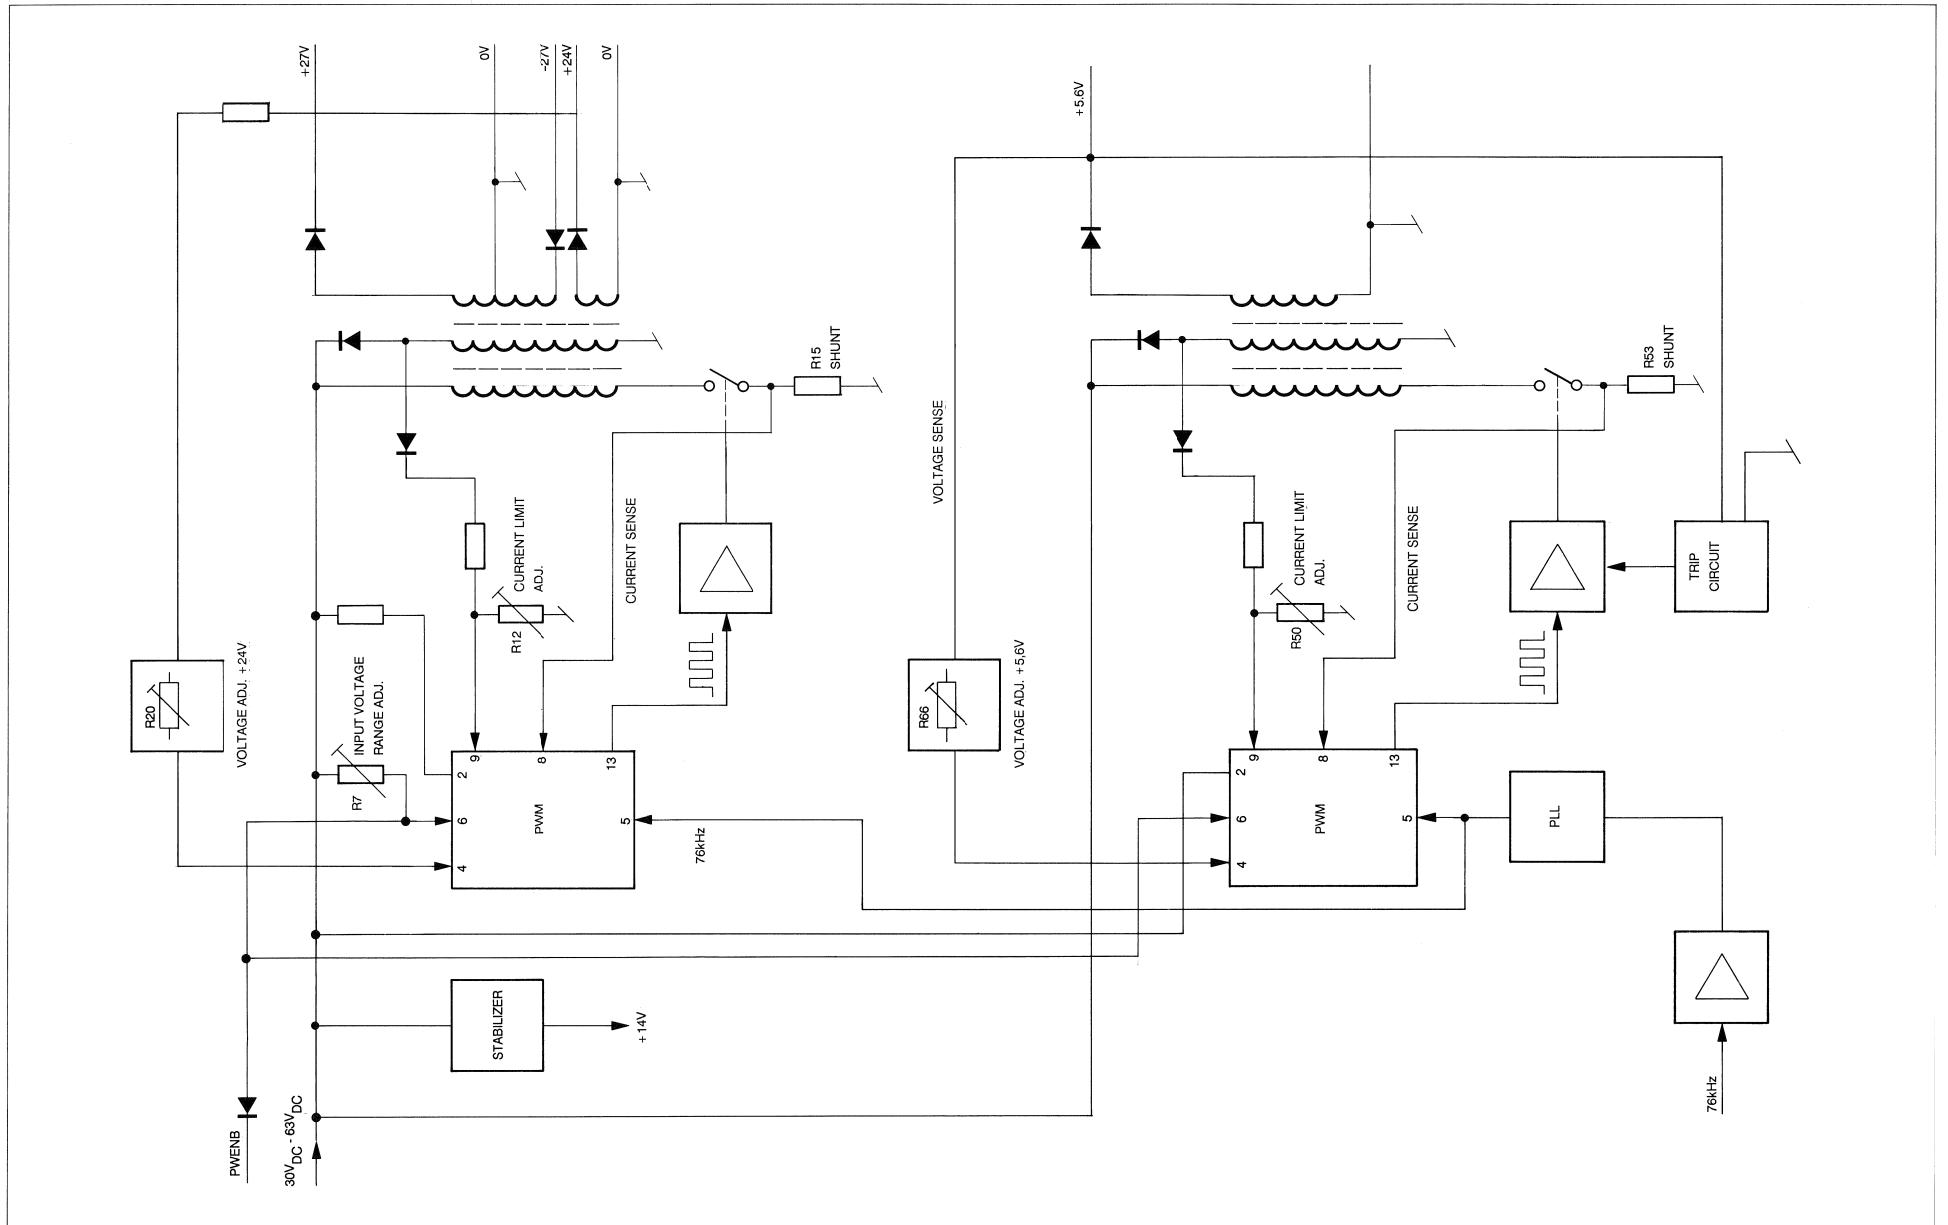 +27V
0V
-27V
+24V
0V
+5.6V
R15
SHUNT
R53
SHUNT
VOLTAGE SENSE
CURRENT LIMIT
ADJ.
R12
CURRENT SENSE
CURRENT LIMIT
ADJ.
R50
CURRENT SENSE
TRIP
CIRCUIT
R20
VOLTAGE ADJ. +24V
INPUT VOLTAGE
RANGE ADJ.
R7
R66
VOLTAGE ADJ. +5,6V
9
8
13
2
6
4
5
PWM
76kHz
9
8
13
2
6
4
5
PWM
PLL
STABILIZER
+14V
PWENB
30VDC - 63VDC
76kHz